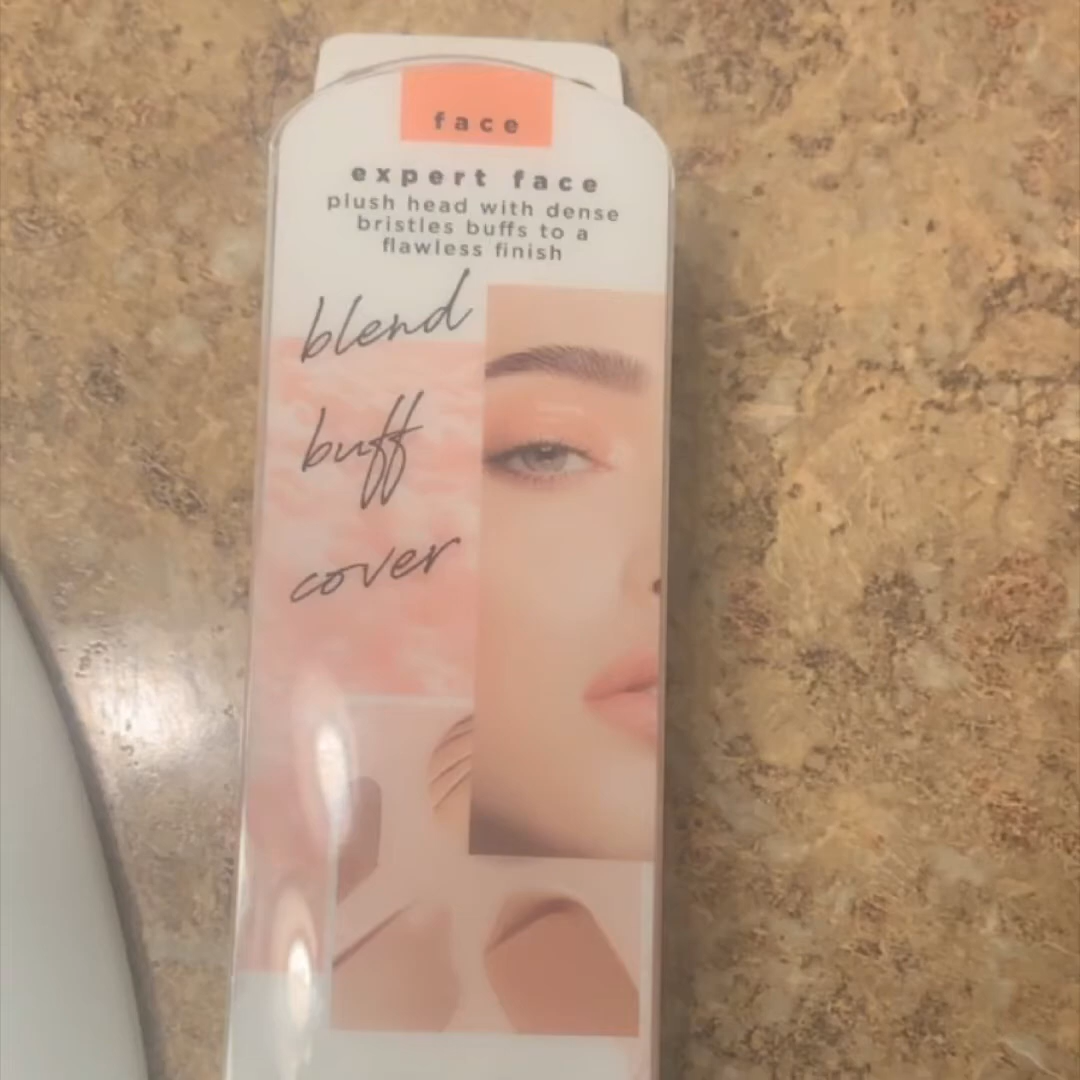 face
expert face
plush head with dense
bristles buffs to a
flawless finish
blend
buff
cover